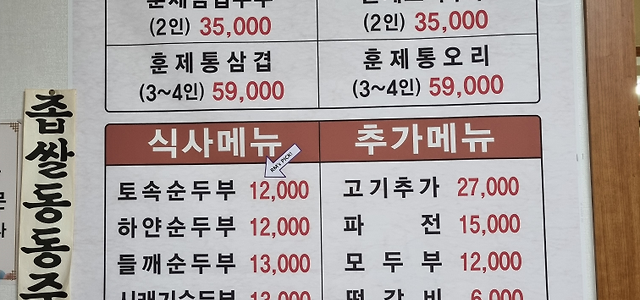 (2인) 35,000
(2인) 35,000
훈제통삼겹
(3~4인) 59,000
훈제통오리
(3~4인) 59,000
식사메뉴
RM's PICK!
토속순두부 12,000
하얀순두부 12,000
들깨순두부 13,000
추가메뉴
고기추가 27,000
파전 15,000
모두부 12,000
떡갈비 6,000
찹쌀동동주